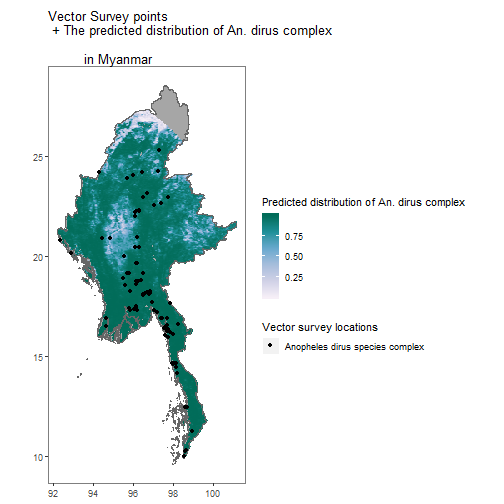 Vector Survey points
+ The predicted distribution of An. dirus complex
in Myanmar
25
20
15
10
92
94
96
98
100
Predicted distribution of An. dirus complex
0.75
0.50
0.25
Vector survey locations
Anopheles dirus species complex